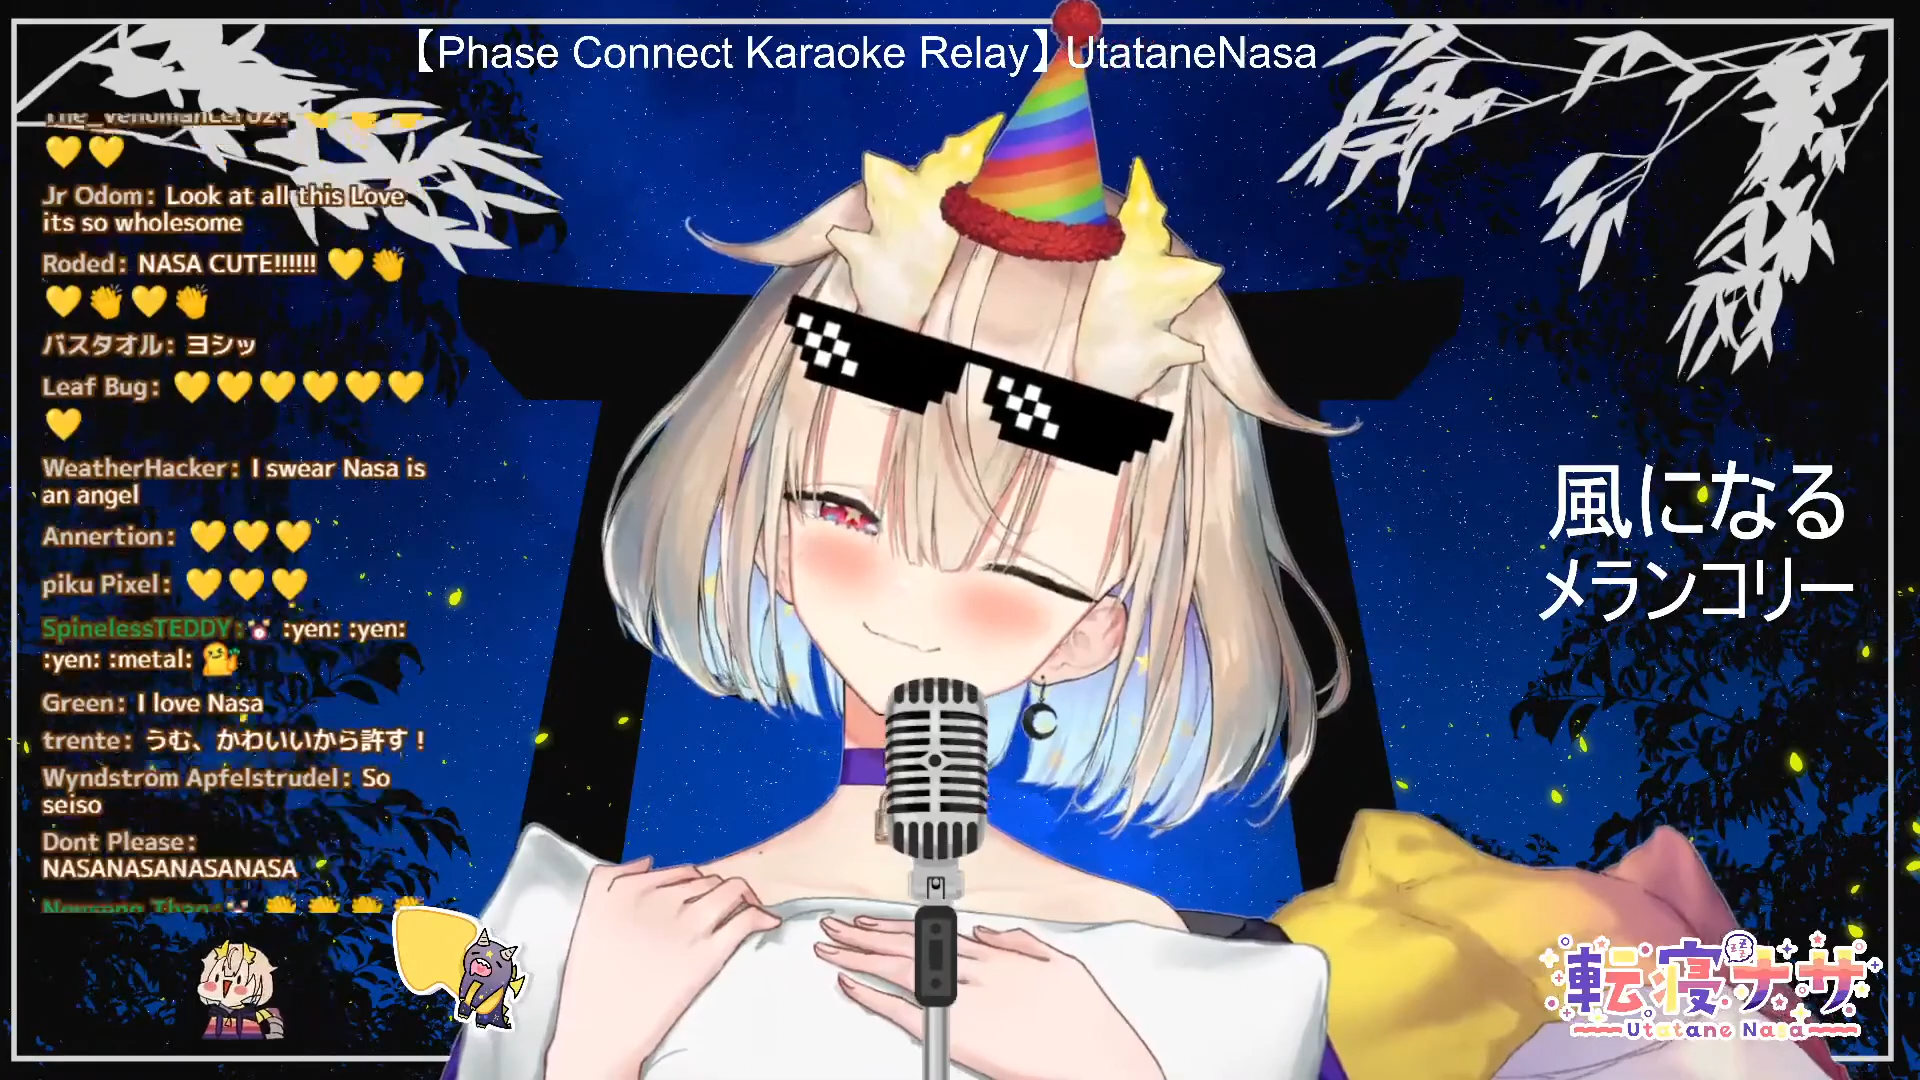 【Phase Connect Karaoke Relay】UtataneNasa
The_Venomancer02:
Jr Odom: Look at all this Love
its so wholesome
Roded: NASA CUTE!!!!!!
バスタオル: ヨシッ
Leaf Bug:
WeatherHacker: I swear Nasa is
an angel
Annertion:
piku Pixel:
SpinelessTEDDY: :yen: :yen:
:yen: :metal:
Green: I love Nasa
trente: うむ、かわいいから許す！
Wyndstrom Apfelstrudel: So
seiso
Dont Please:
NASANASANASANASA
風になる
メランコリー
転寝ナサ
Utatane Nasa